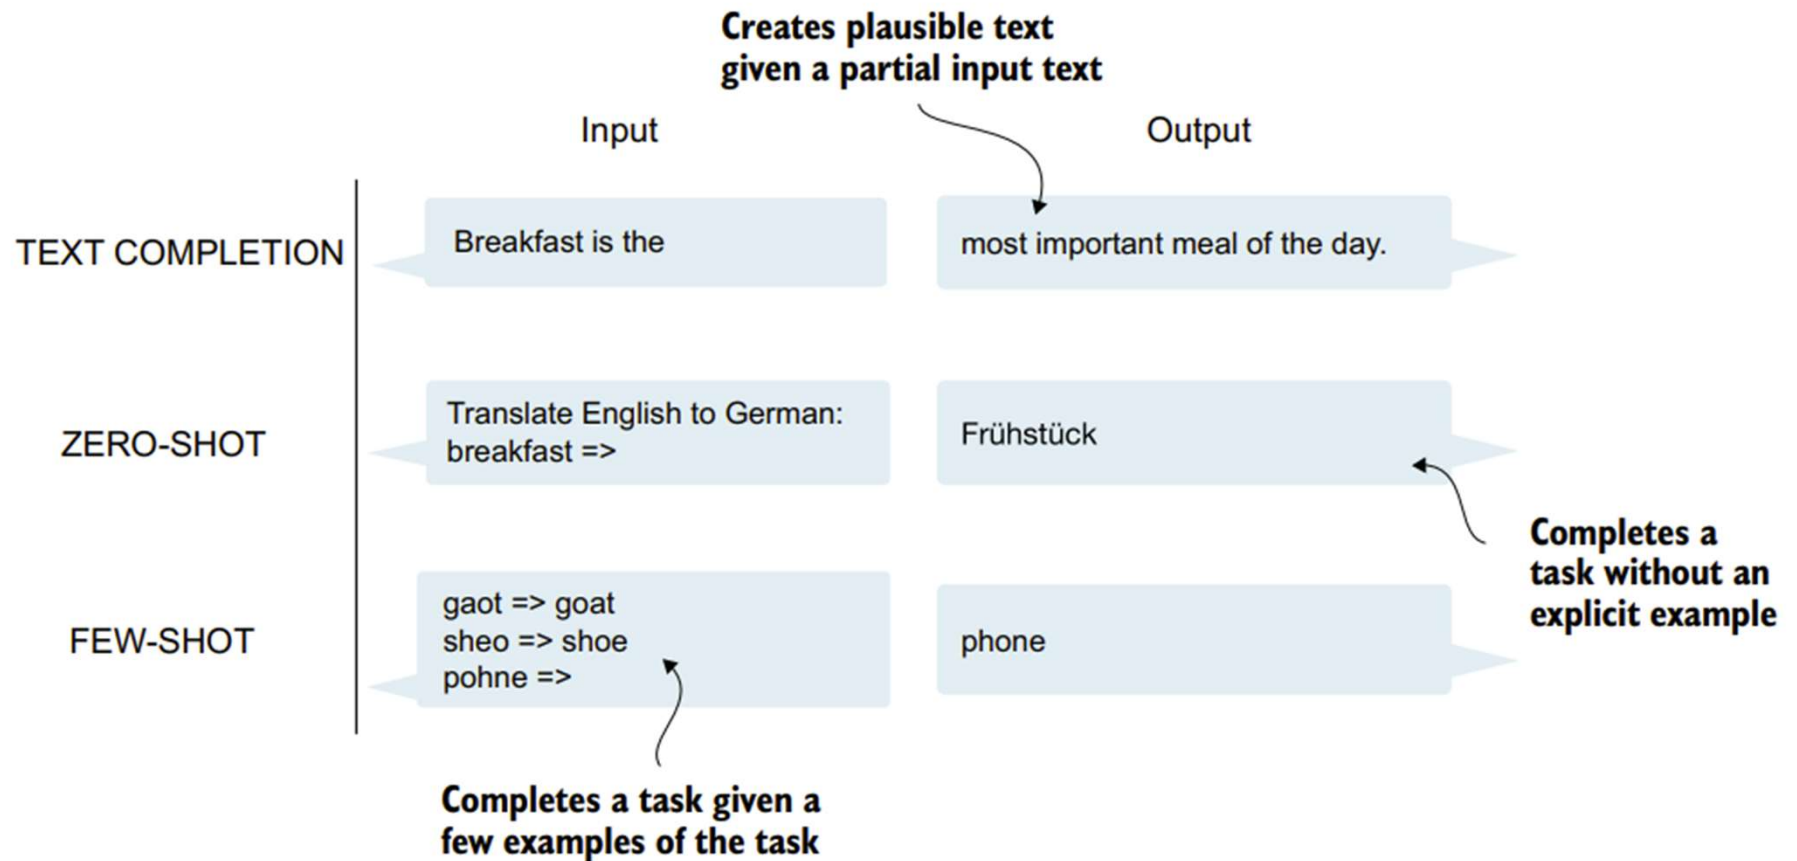 Creates plausible text
given a partial input text
Input
Output
TEXT COMPLETION
Breakfast is the
most important meal of the day.
ZERO-SHOT
Translate English to German:
breakfast =>
Frühstück
Completes a
task without an
explicit example
FEW-SHOT
gaot => goat
sheo => shoe
pohne =>
phone
Completes a task given a
few examples of the task